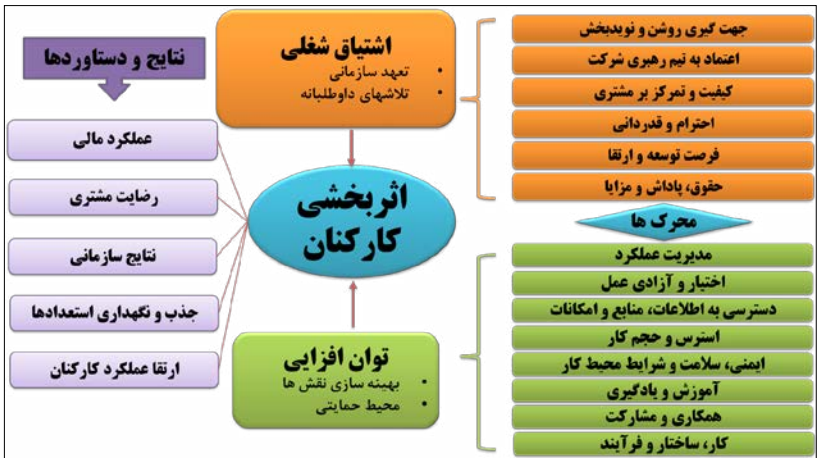 جهت گیری روشن و نویدبخش
اعتماد به تیم رهبری شرکت
کیفیت و تمرکز بر مشتری
احترام و قدردانی
فرصت توسعه و ارتقا
حقوق، پاداش و مزایا
محرک ها
مدیریت عملکرد
اختیار و آزادی عمل
دسترسی به اطلاعات، منابع و امکانات
استرس و حجم کار
ایمنی، سلامت و شرایط محیط کار
آموزش و یادگیری
همکاری و مشارکت
کار، ساختار و فرآیند
اشتیاق شغلی
• تعهد سازمانی
• تلاشهای داوطلبانه
اثربخشی
کارکنان
توان افزایی
• بهینه سازی نقش ها
• محیط حمایتی
نتایج و دستاوردها
عملکرد مالی
رضایت مشتری
نتایج سازمانی
جذب و نگهداری استعدادها
ارتقا عملکرد کارکنان